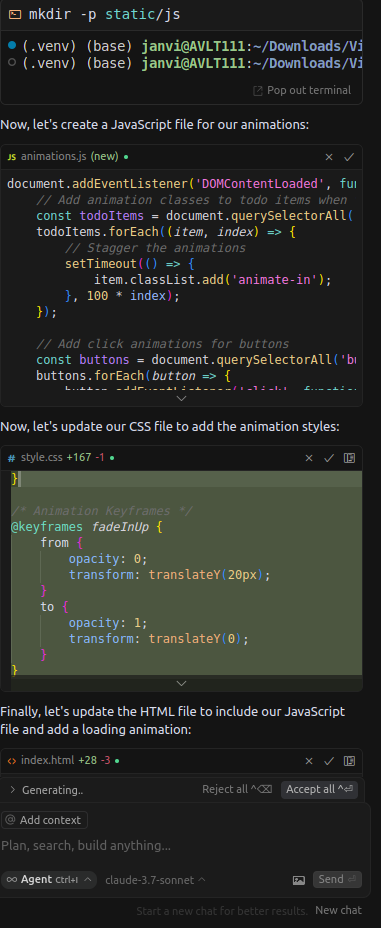 mkdir -p static/js
(.venv) (base) janvi@AVLT111:~/Downloads/Vi
(.venv) (base) janvi@AVLT111:~/Downloads/Vi
Pop out terminal
Now, let's create a JavaScript file for our animations:
JS animations.js (new)
document.addEventListener('DOMContentLoaded', fun
// Add animation classes to todo items when
const todoItems = document.querySelectorAll(
todoItems.forEach((item, index) => {
// Stagger the animations
setTimeout(() => {
item.classList.add('animate-in');
}, 100 * index);
});
// Add click animations for buttons
const buttons = document.querySelectorAll('bu
buttons.forEach(button => {
button.addEventListener('click', function
Now, let's update our CSS file to add the animation styles:
# style.css +167 -1
}
/* Animation Keyframes */
@keyframes fadeInUp {
from {
opacity: 0;
transform: translateY(20px);
}
to {
opacity: 1;
transform: translateY(0);
}
}
Finally, let's update the HTML file to include our JavaScript
file and add a loading animation:
<> index.html +28 -3
> Generating.. Reject all ^⌫ Accept all ^⏎
@ Add context
Plan, search, build anything...
∞ Agent Ctrl+I ^ claude-3.7-sonnet ^ Send ⏎
Start a new chat for better results. New chat